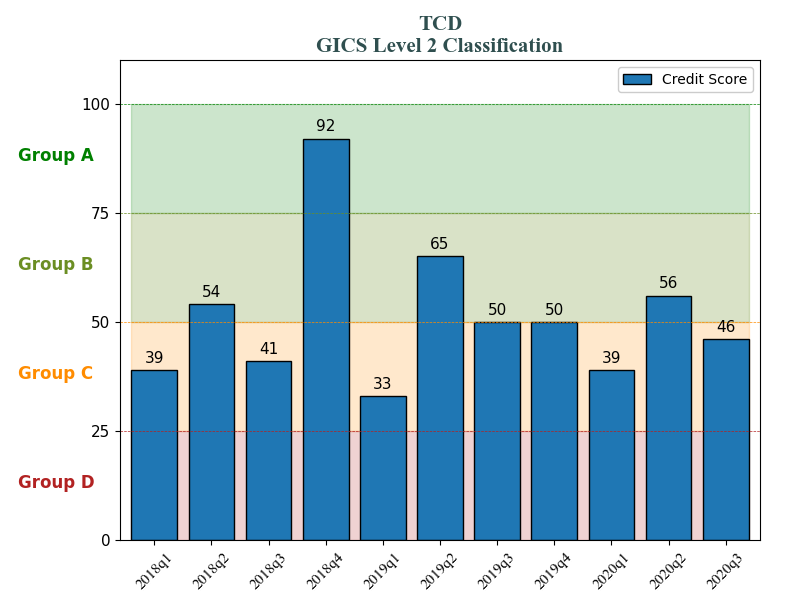 TCD
GICS Level 2 Classification
Credit Score
100
75
50
25
0
Group A
Group B
Group C
Group D
39
54
41
92
33
65
50
50
39
56
46
2018q1
2018q2
2018q3
2018q4
2019q1
2019q2
2019q3
2019q4
2020q1
2020q2
2020q3